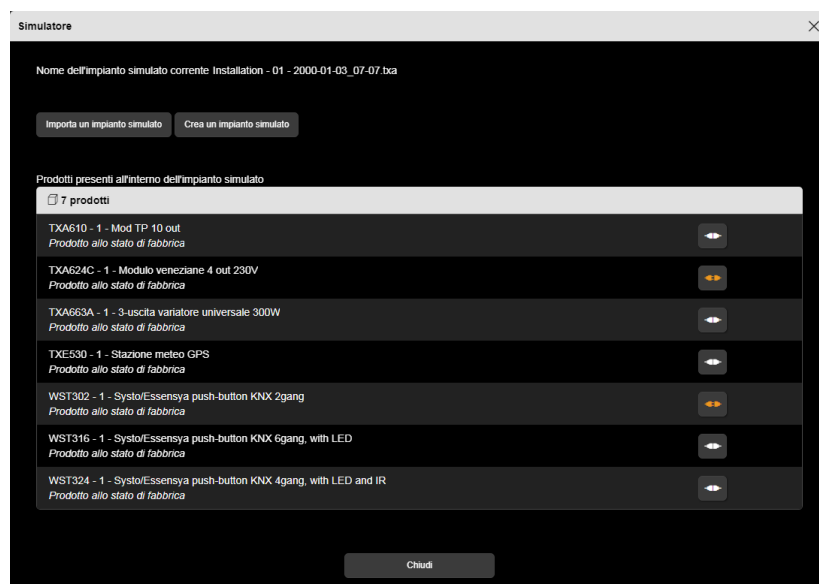 Simulatore
Nome dell'impianto simulato corrente Installation - 01 - 2000-01-03_07-07.txa
Importa un impianto simulato
Crea un impianto simulato
Prodotti presenti all'interno dell'impianto simulato
7 prodotti
TXA610 - 1 - Mod TP 10 out
Prodotto allo stato di fabbrica
TXA624C - 1 - Modulo veneziane 4 out 230V
Prodotto allo stato di fabbrica
TXA663A - 1 - 3-uscita variatore universale 300W
Prodotto allo stato di fabbrica
TXE530 - 1 - Stazione meteo GPS
Prodotto allo stato di fabbrica
WST302 - 1 - Systo/Essensya push-button KNX 2gang
Prodotto allo stato di fabbrica
WST316 - 1 - Systo/Essensya push-button KNX 6gang, with LED
Prodotto allo stato di fabbrica
WST324 - 1 - Systo/Essensya push-button KNX 4gang, with LED and IR
Prodotto allo stato di fabbrica
Chiudi